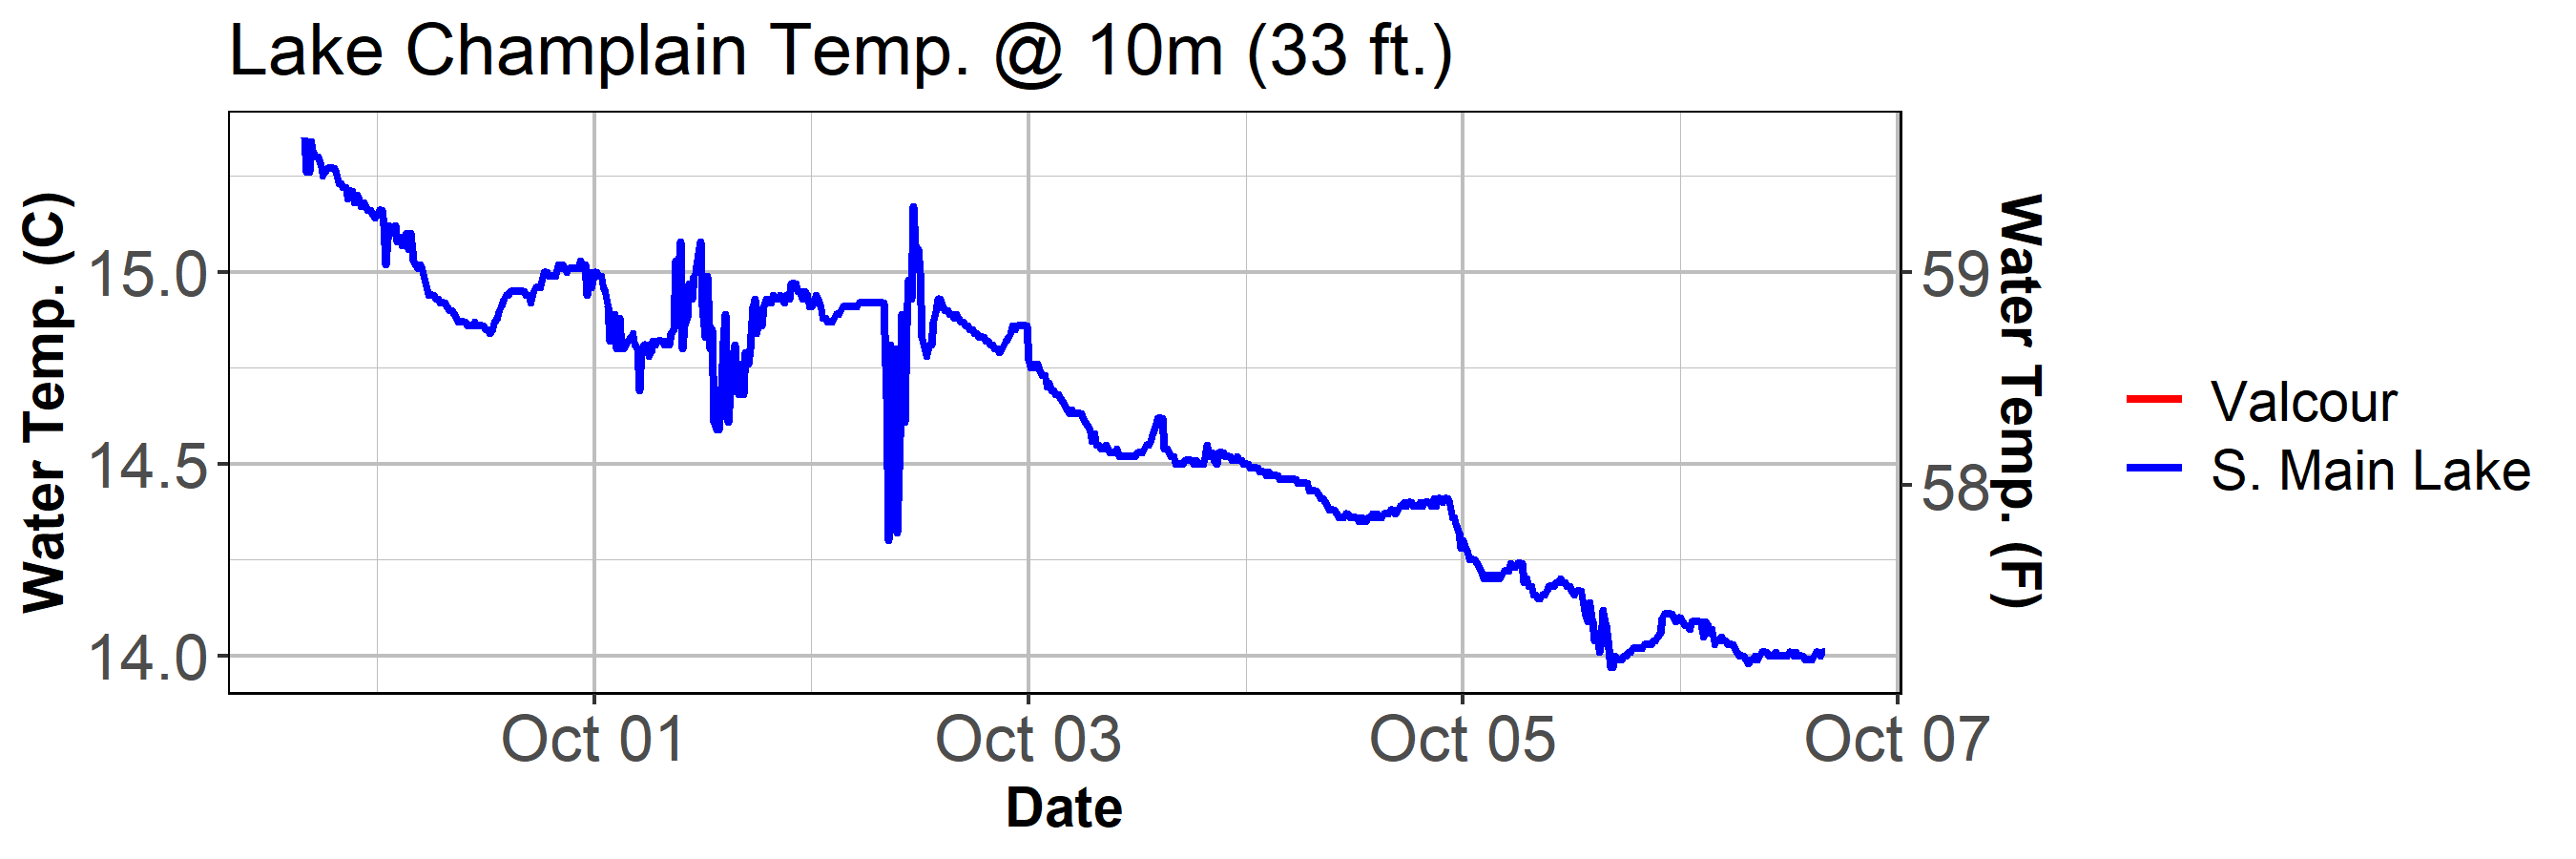 Lake Champlain Temp. @ 10m (33 ft.)
Water Temp. (C)
15.0
14.5
14.0
59
58
Water Temp. (F)
Oct 01
Oct 03
Oct 05
Oct 07
Date
Valcour
S. Main Lake